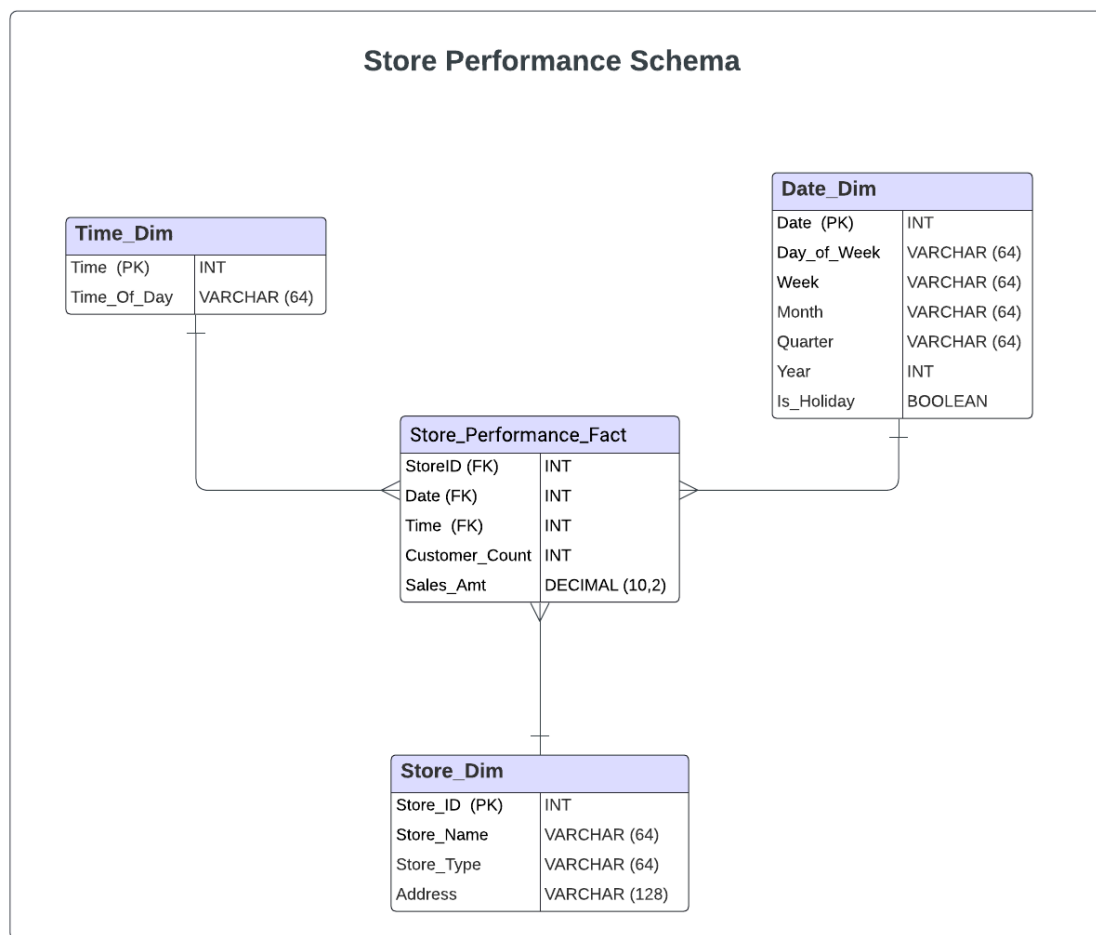 Store Performance Schema
Time_Dim
Time (PK) INT
Time_Of_Day VARCHAR (64)
Date_Dim
Date (PK) INT
Day_of_Week VARCHAR (64)
Week VARCHAR (64)
Month VARCHAR (64)
Quarter VARCHAR (64)
Year INT
Is_Holiday BOOLEAN
Store_Performance_Fact
StoreID (FK) INT
Date (FK) INT
Time (FK) INT
Customer_Count INT
Sales_Amt DECIMAL (10,2)
Store_Dim
Store_ID (PK) INT
Store_Name VARCHAR (64)
Store_Type VARCHAR (64)
Address VARCHAR (128)